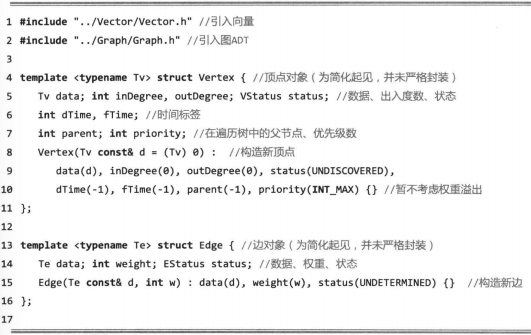 1 #include "../Vector/Vector.h" //引入向量
2 #include "../Graph/Graph.h" //引入图ADT
3
4 template <typename Tv> struct Vertex { //顶点对象（为简化起见，并未严格封装）
5 Tv data; int inDegree, outDegree; VStatus status; //数据、出入度数、状态
6 int dTime, fTime; //时间标签
7 int parent; int priority; //在遍历树中的父节点、优先级数
8 Vertex(Tv const& d = (Tv) 0) : //构造新顶点
9 data(d), inDegree(0), outDegree(0), status(UNDISCOVERED),
10 dTime(-1), fTime(-1), parent(-1), priority(INT_MAX) {} //暂不考虑权重溢出
11 };
12
13 template <typename Te> struct Edge { //边对象（为简化起见，并未严格封装）
14 Te data; int weight; EStatus status; //数据、权重、状态
15 Edge(Te const& d, int w) : data(d), weight(w), status(UNDETERMINED) {} //构造新边
16 };
17